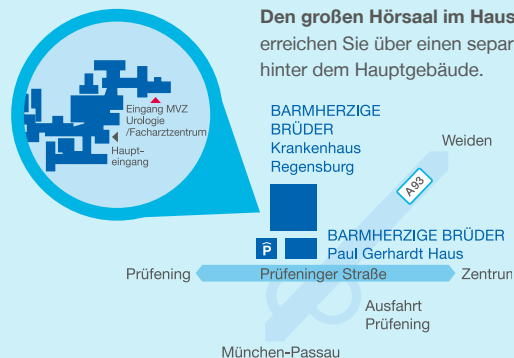 Den großen Hörsaal im Haus
erreichen Sie über einen separ
hinter dem Hauptgebäude.
Eingang MVZ
Urologie
/Facharztzentrum
Haupt-
eingang
BARMHERZIGE
BRÜDER
Krankenhaus
Regensburg
Weiden
A93
P
BARMHERZIGE BRÜDER
Paul Gerhardt Haus
Prüfening
Prüfeninger Straße
Zentrum
Ausfahrt
Prüfening
München-Passau